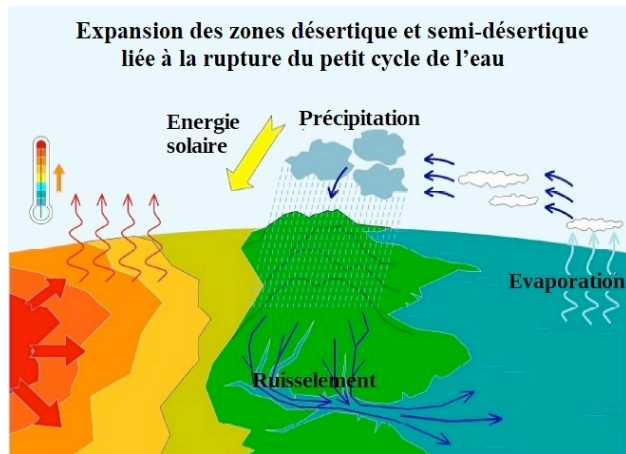 Expansion des zones désertique et semi-désertique
liée à la rupture du petit cycle de l'eau
Energie
solaire
Précipitation
Evaporation
Ruisselement